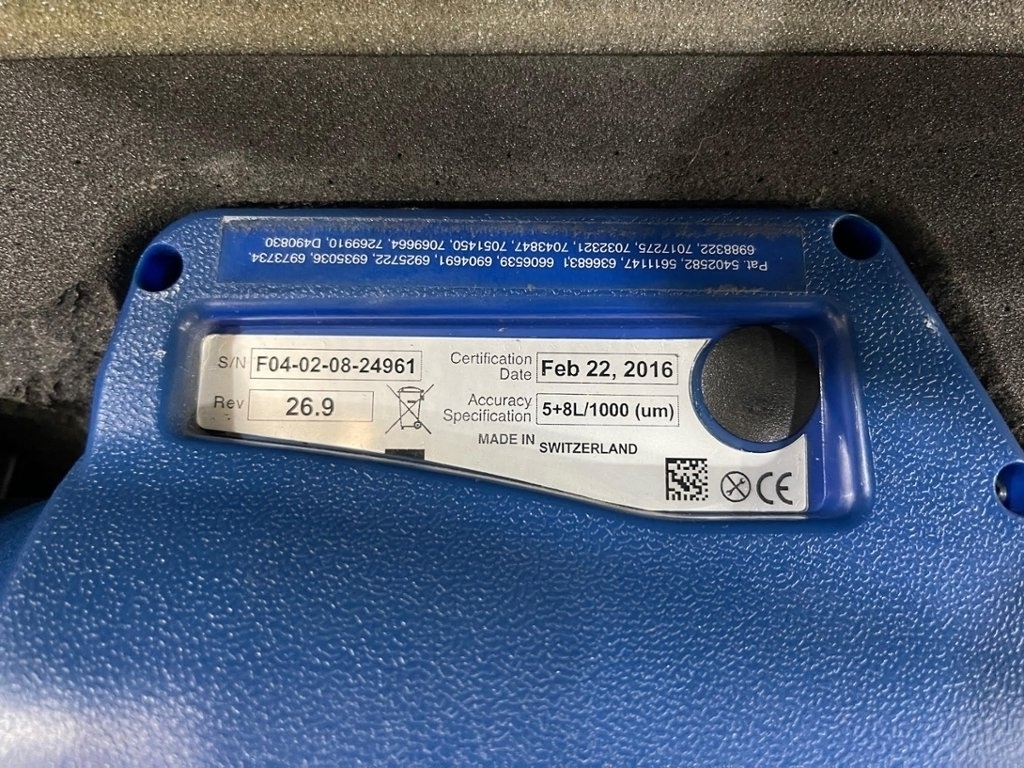 Pat. 5402582, 5611147, 6366831, 6606539, 6904691, 6925722, 6935036, 6973734,
6988322, 7017275, 7032321, 7043847, 7051450, 7069664, 7269910, D490830.
S/N F04-02-08-24961
Rev 26.9
Certification Date Feb 22, 2016
Accuracy Specification 5+8L/1000 (um)
MADE IN SWITZERLAND
CE